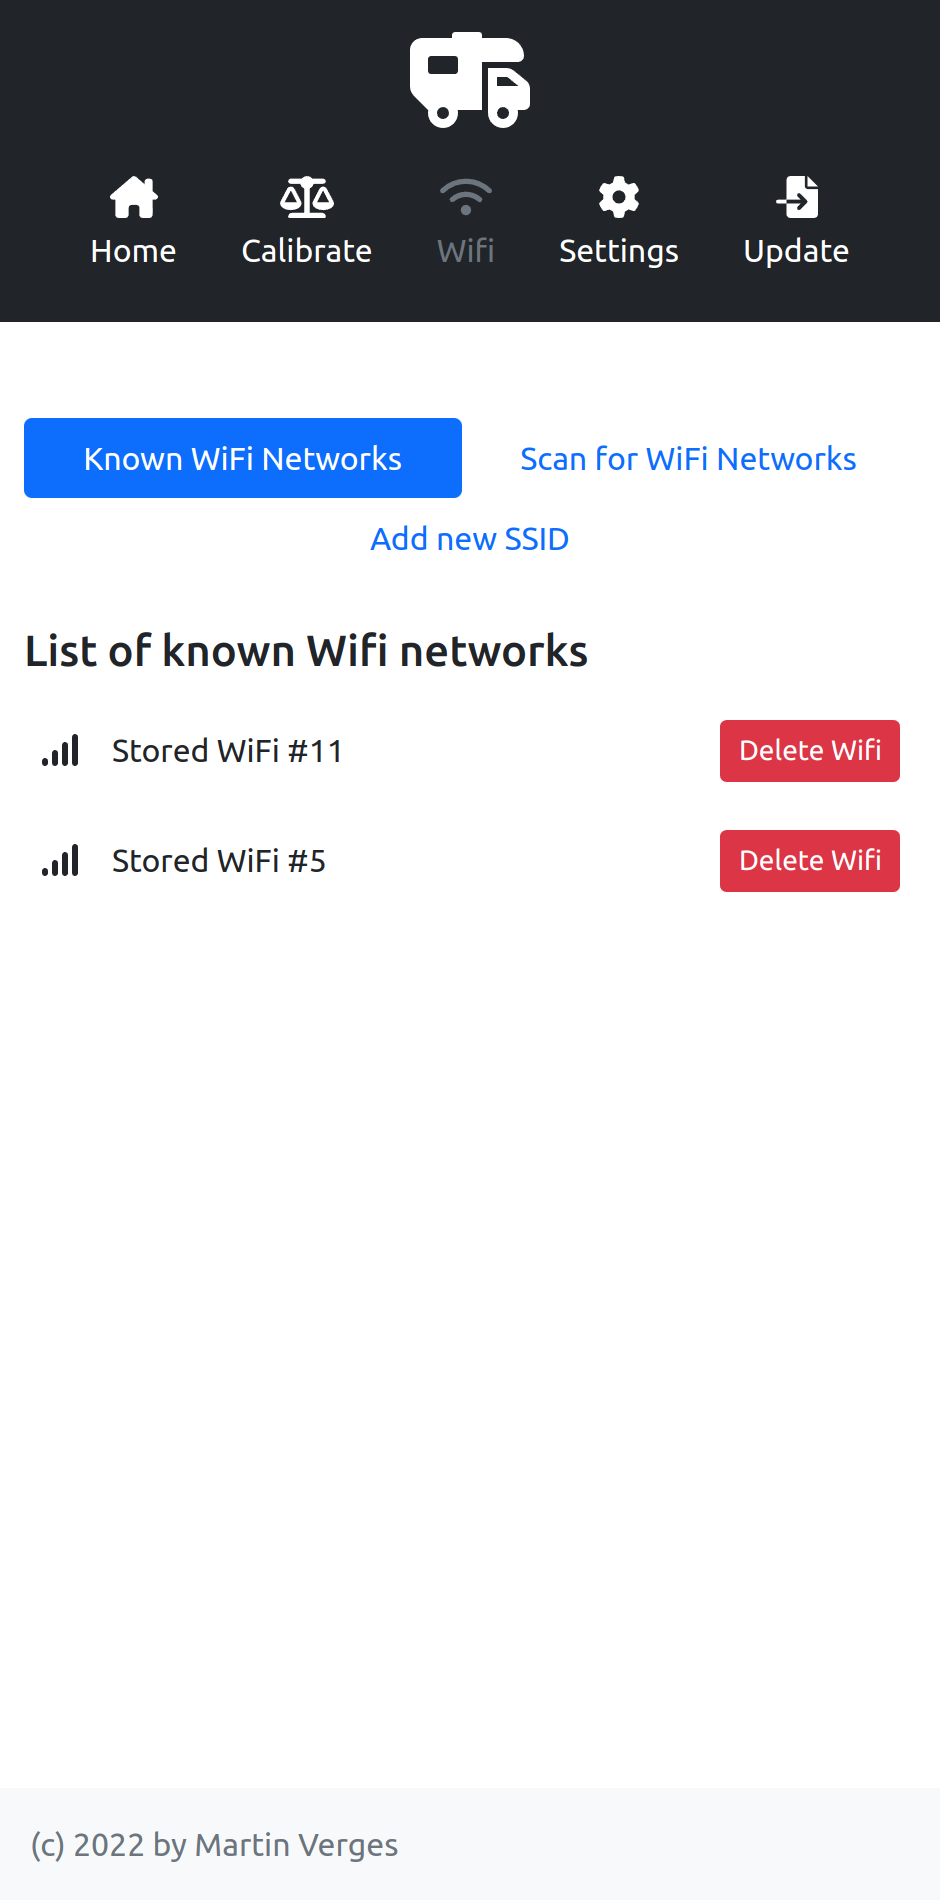 Home Calibrate Wifi Settings Update
Known WiFi Networks Scan for WiFi Networks
Add new SSID
List of known Wifi networks
Stored WiFi #11 Delete Wifi
Stored WiFi #5 Delete Wifi
(c) 2022 by Martin Verges